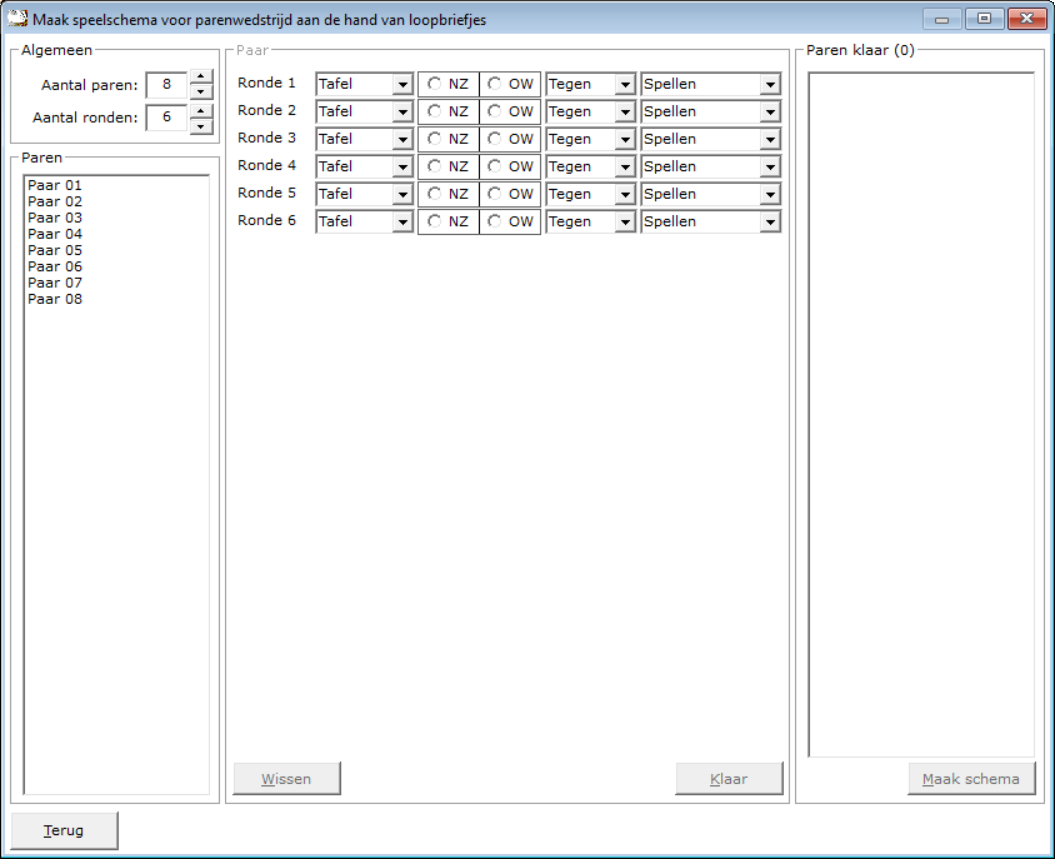 Maak speelschema voor parenwedstrijd aan de hand van loopbriefjes
Algemeen
Aantal paren: 8
Aantal ronden: 6
Paren
Paar 01
Paar 02
Paar 03
Paar 04
Paar 05
Paar 06
Paar 07
Paar 08
Paar
Ronde 1 Tafel NZ OW Tegen Spellen
Ronde 2 Tafel NZ OW Tegen Spellen
Ronde 3 Tafel NZ OW Tegen Spellen
Ronde 4 Tafel NZ OW Tegen Spellen
Ronde 5 Tafel NZ OW Tegen Spellen
Ronde 6 Tafel NZ OW Tegen Spellen
Wissen
Klaar
Paren klaar (0)
Maak schema
Terug